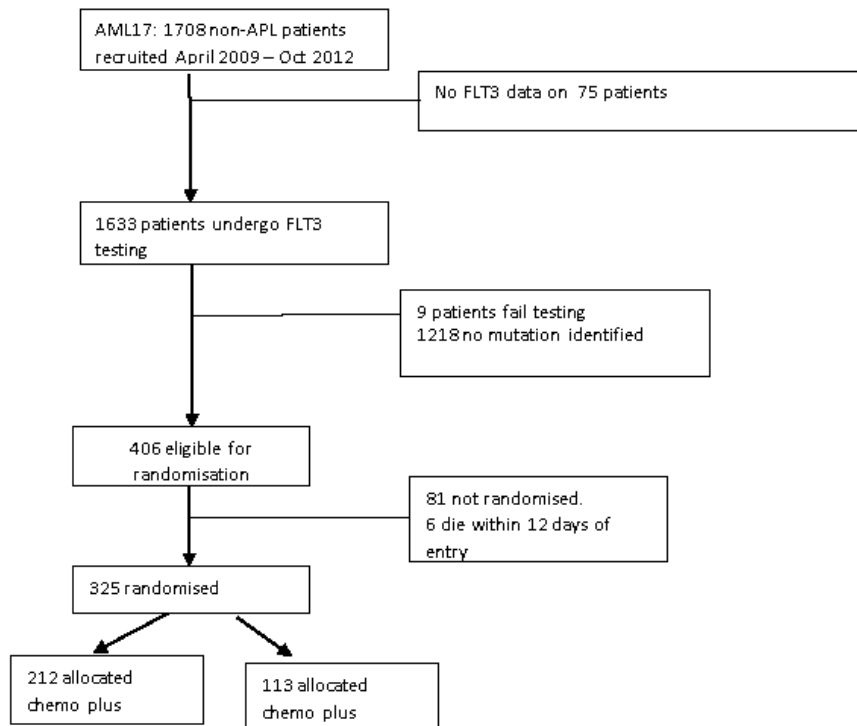 AML17: 1708 non-APL patients
recruited April 2009 – Oct 2012
No FLT3 data on 75 patients
1633 patients undergo FLT3
testing
9 patients fail testing
1218 no mutation identified
406 eligible for
randomisation
81 not randomised.
6 die within 12 days of
entry
325 randomised
212 allocated
chemo plus
113 allocated
chemo plus